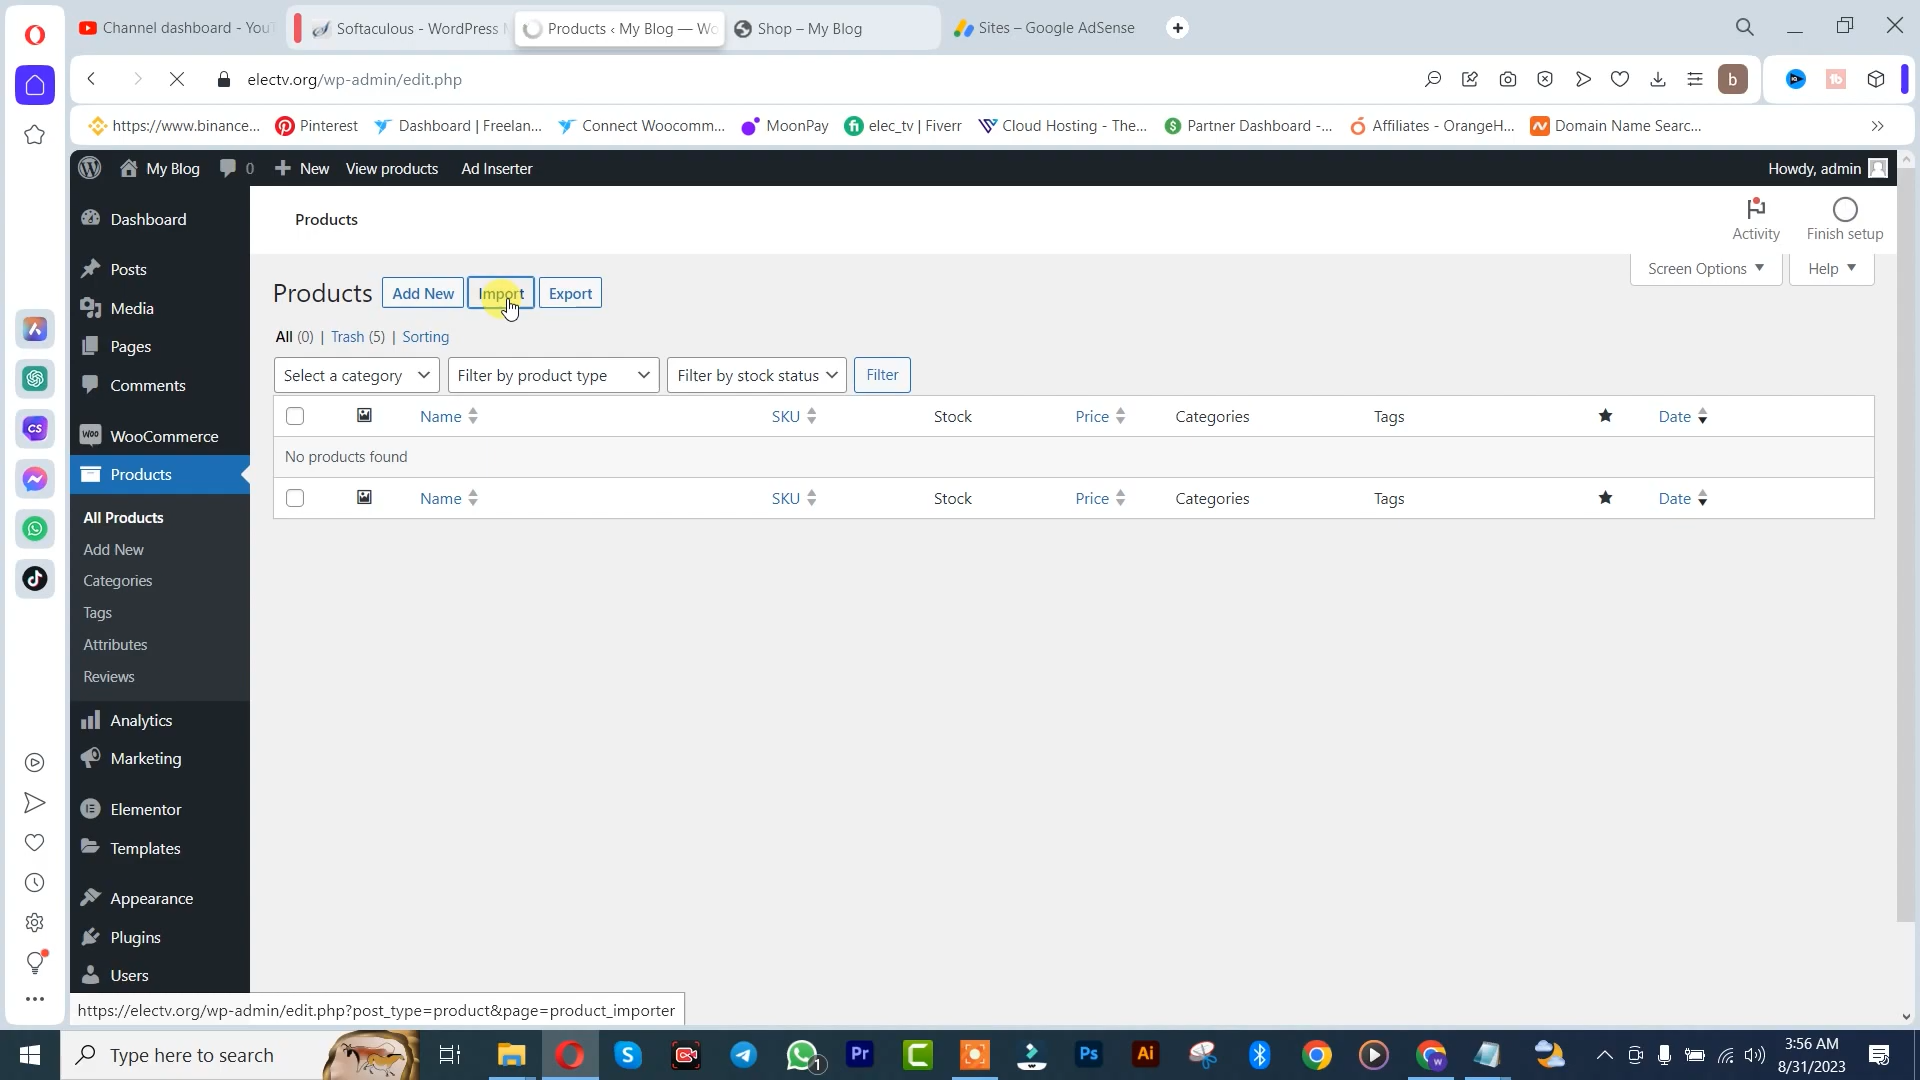 Channel dashboard - YouT
Softaculous - WordPress
Products ‹ My Blog — Wo
Shop – My Blog
Sites – Google AdSense
electv.org/wp-admin/edit.php
b
https://www.binance...
Pinterest
Dashboard | Freelan...
Connect Woocomm...
MoonPay
elec_tv | Fiverr
Cloud Hosting - The...
Partner Dashboard -...
Affiliates - OrangeH...
Domain Name Searc...
My Blog
0
New
View products
Ad Inserter
Howdy, admin
Dashboard
Posts
Media
Pages
Comments
WooCommerce
Products
All Products
Add New
Categories
Tags
Attributes
Reviews
Analytics
Marketing
Elementor
Templates
Appearance
Plugins
Users
Products
Activity
Finish setup
Screen Options
Help
Products
Add New
Import
Export
All (0) | Trash (5) | Sorting
Select a category
Filter by product type
Filter by stock status
Filter
Name SKU Stock Price Categories Tags Date
No products found
Name SKU Stock Price Categories Tags Date
https://electv.org/wp-admin/edit.php?post_type=product&page=product_importer
Type here to search
1
Pr
Ps
Ai
3:56 AM
8/31/2023